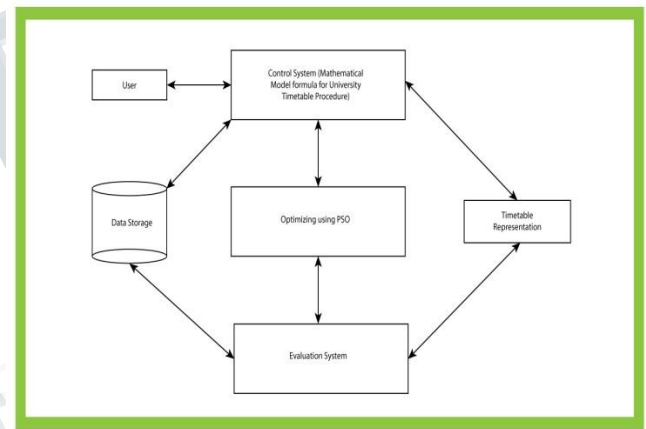 Control System (Mathematical
Model formula for University
Timetable Procedure)
User
Data Storage
Optimizing using PSO
Timetable
Representation
Evaluation System